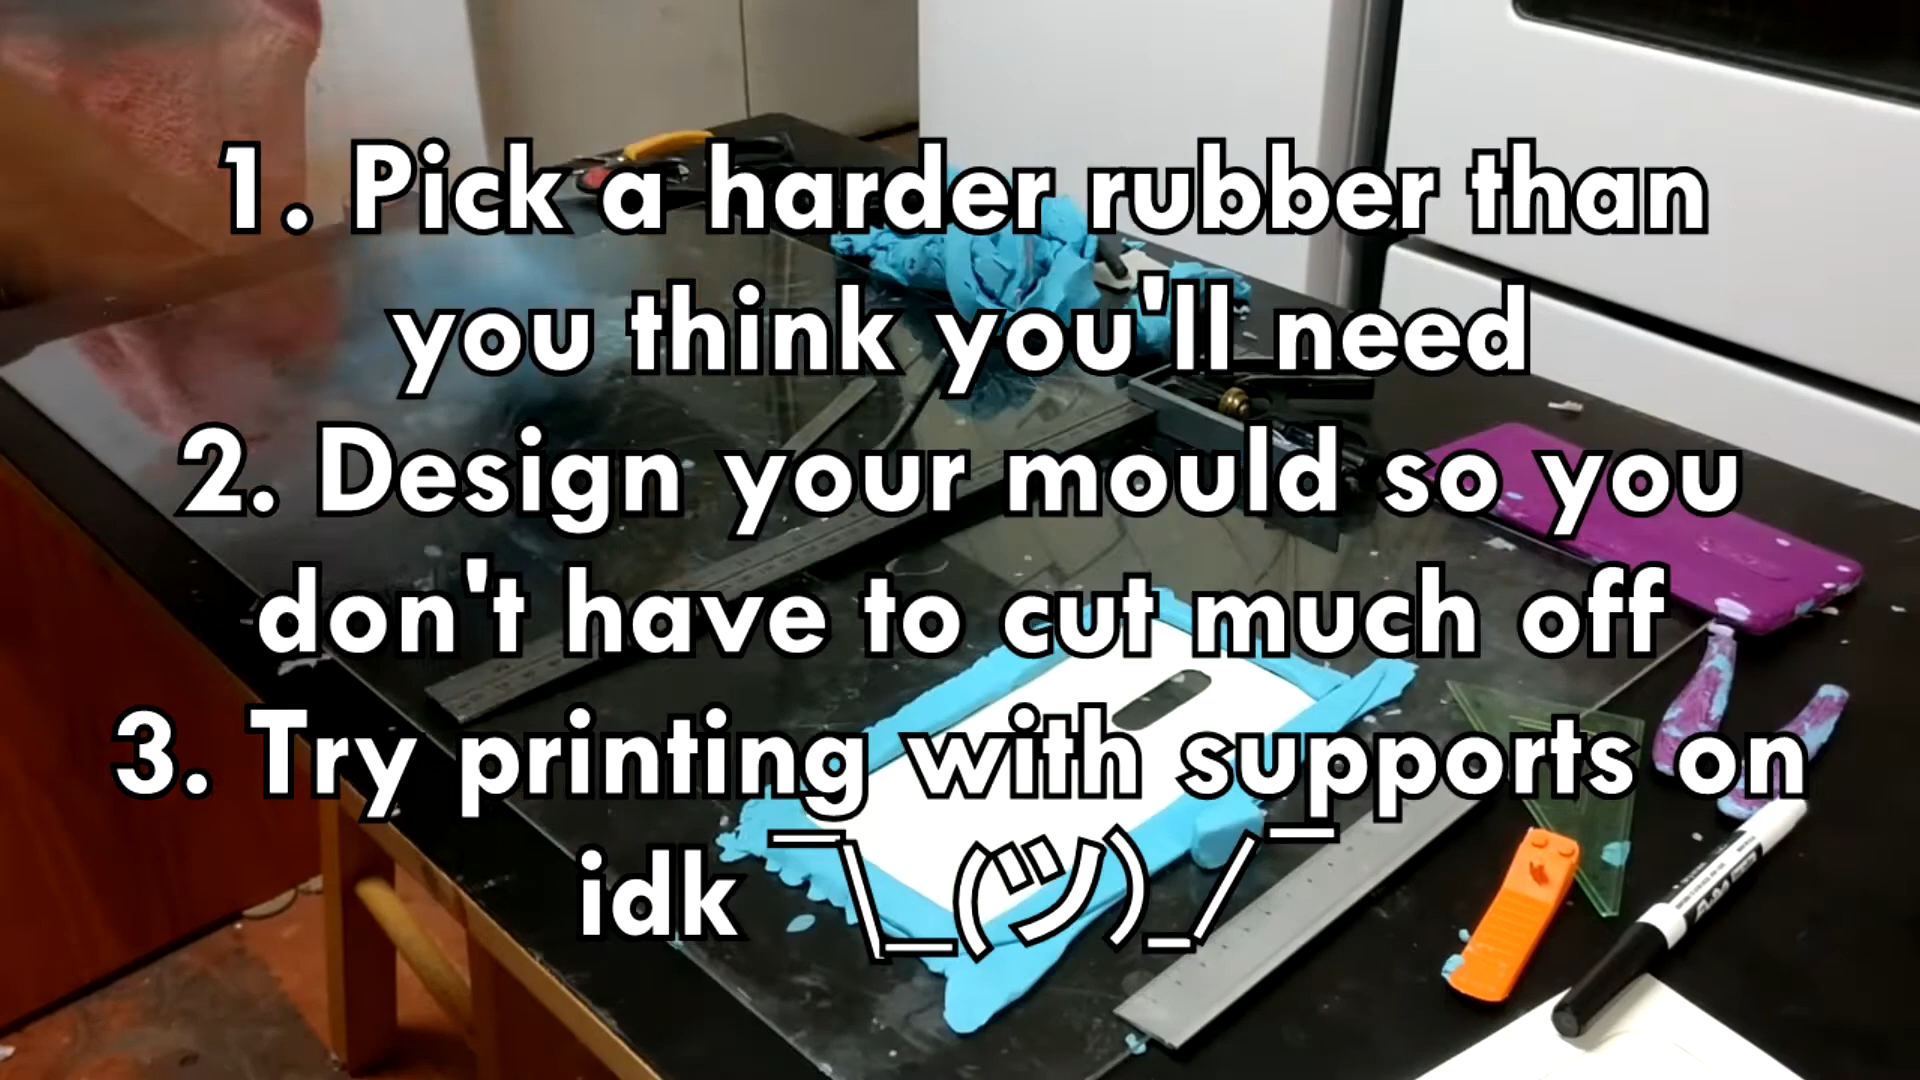 1. Pick a harder rubber than
you think you'll need
2. Design your mould so you
don't have to cut much off
3. Try printing with supports on
idk ¯\_(ツ)_/¯